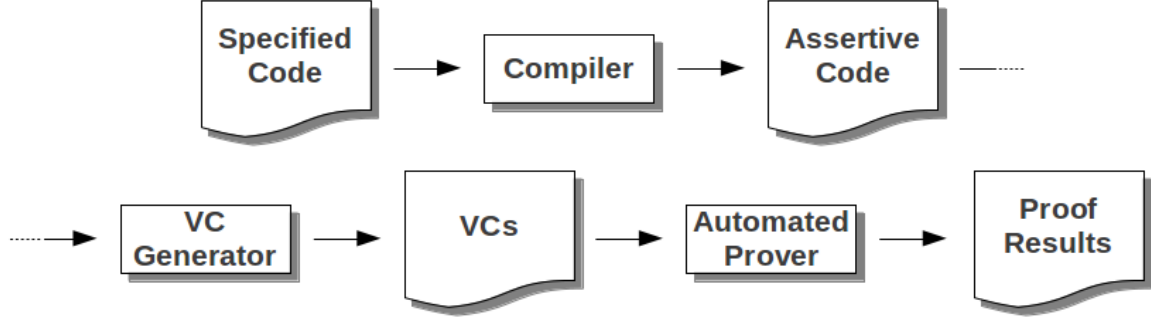 Specified
Code
Compiler
Assertive
Code
VC
Generator
VCs
Automated
Prover
Proof
Results